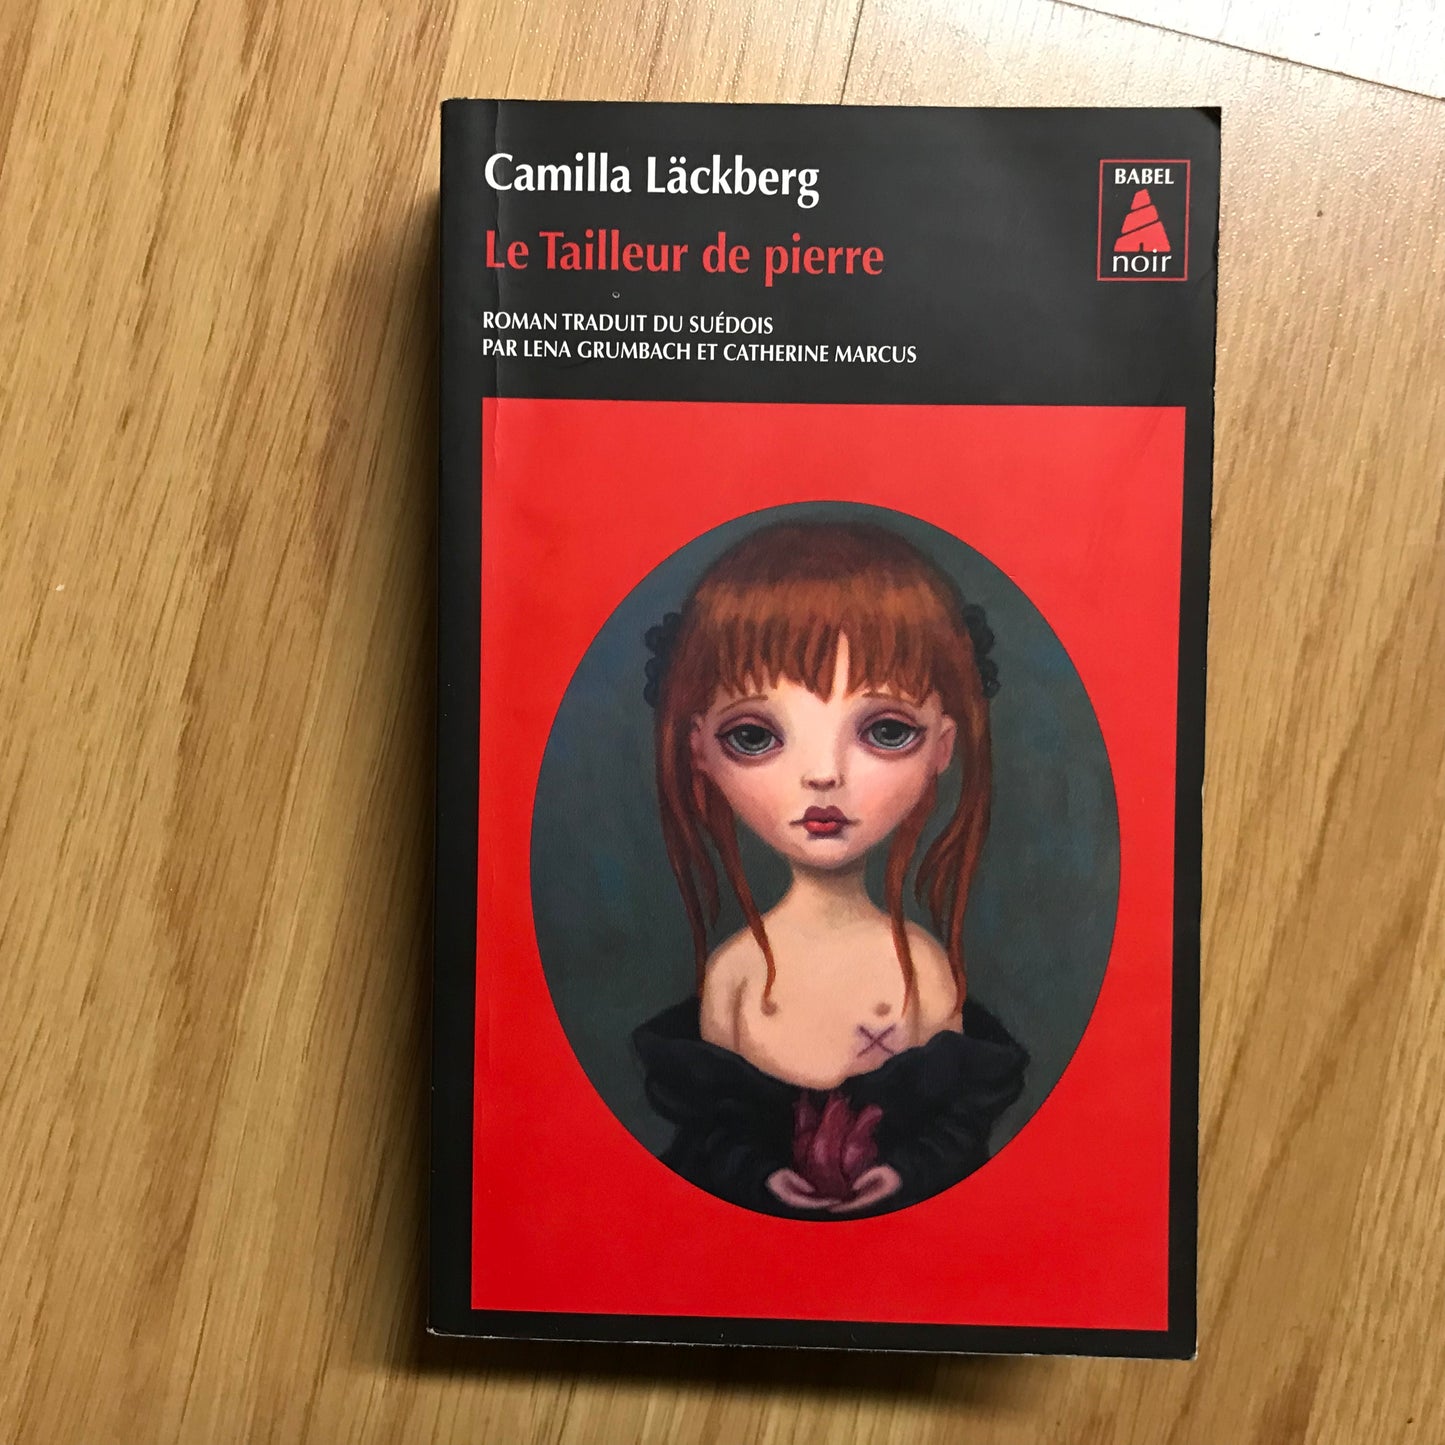 Camilla Läckberg
Le Tailleur de pierre
ROMAN TRADUIT DU SUÉDOIS
PAR LENA GRUMBACH ET CATHERINE MARCUS
BABEL
noir